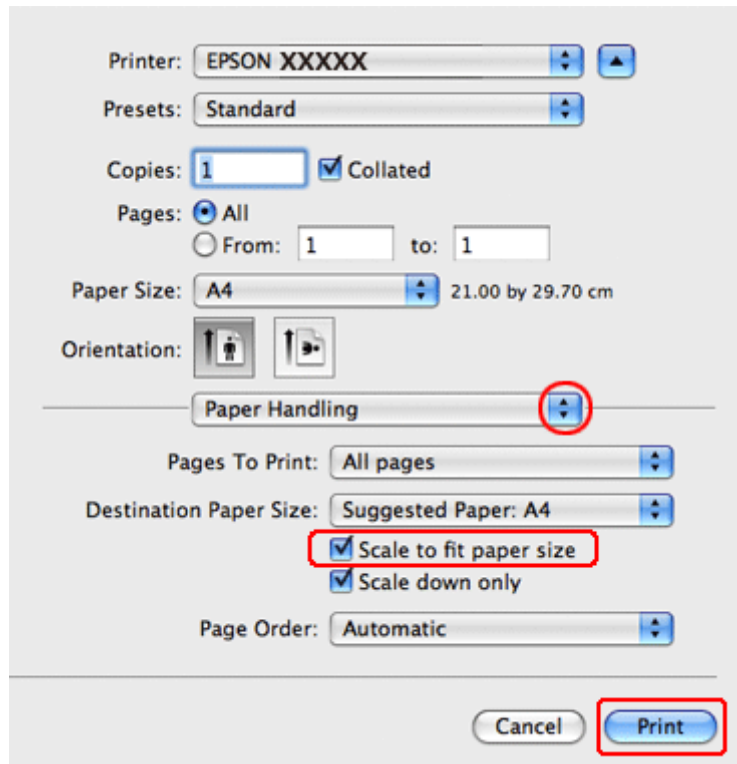 Printer: EPSON XXXXX
Presets: Standard
Copies: 1 Collated
Pages: All
From: 1 to: 1
Paper Size: A4 21.00 by 29.70 cm
Orientation:
Paper Handling
Pages To Print: All pages
Destination Paper Size: Suggested Paper: A4
Scale to fit paper size
Scale down only
Page Order: Automatic
Cancel Print